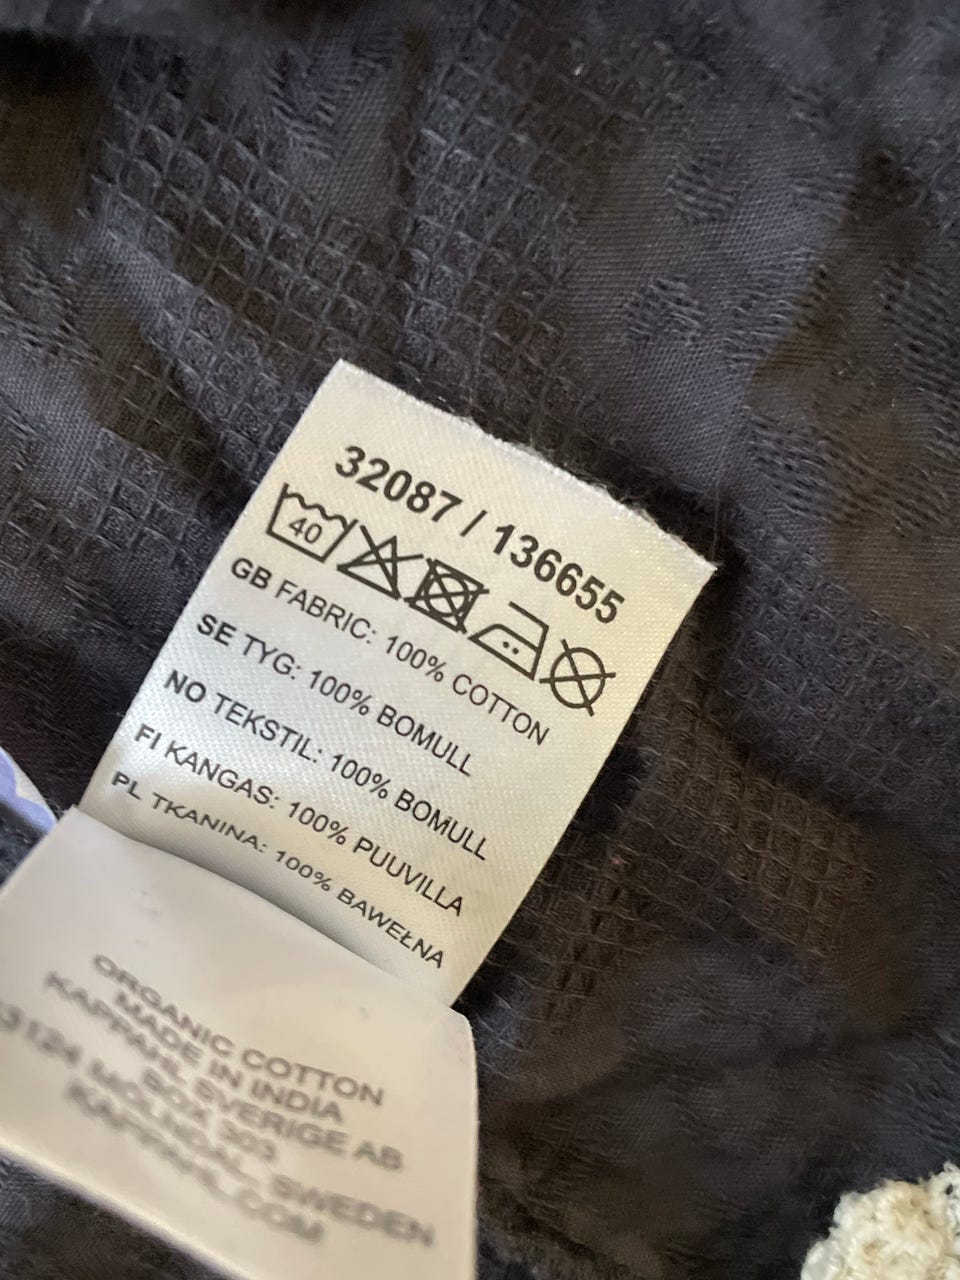 32087 / 136655
40
GB FABRIC: 100% COTTON
SE TYG: 100% BOMULL
NO TEKSTIL: 100% BOMULL
FI KANGAS: 100% PUUVILLA
PL TKANINA: 100% BAWEŁNA
ORGANIC COTTON
MADE IN INDIA
KAPPAHL SVERIGE AB
BOX 303
MÖLNDAL, SWEDEN
KAPPAHL.COM